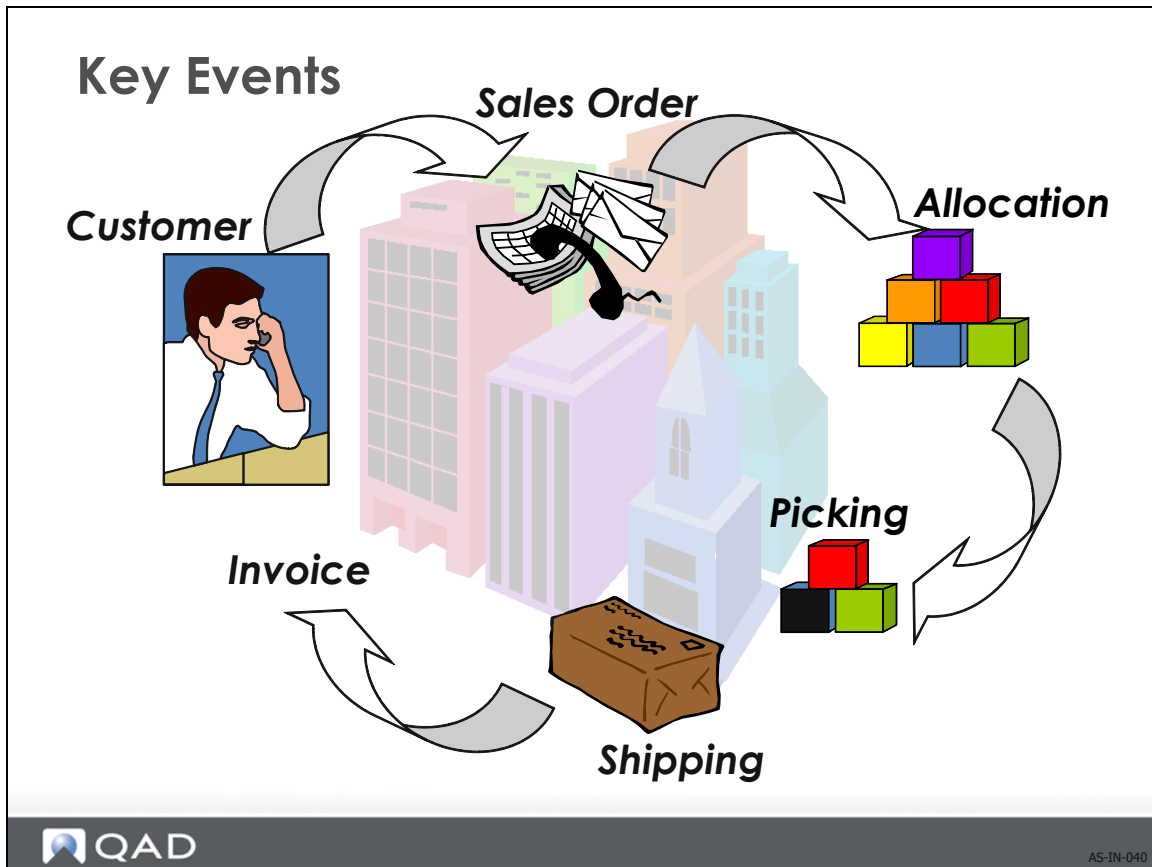 Key Events
Sales Order
Customer
Allocation
Picking
Invoice
Shipping
QAD
AS-IN-040